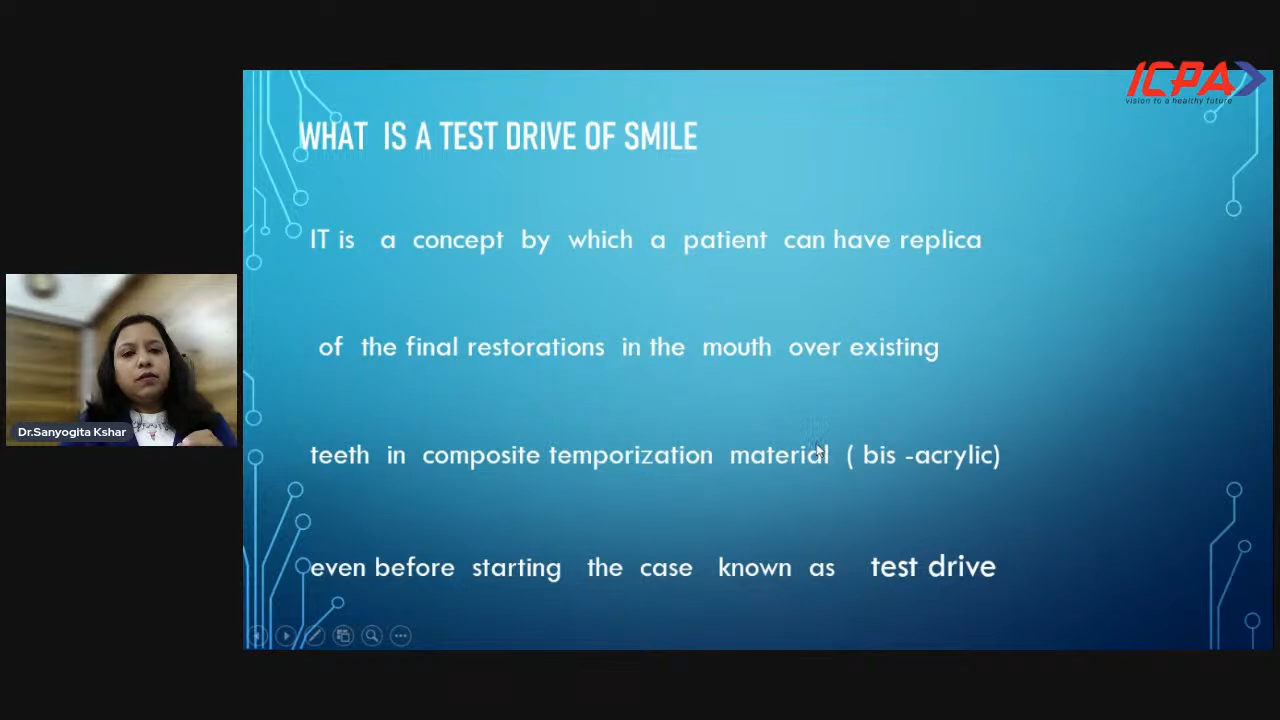 ICPA
vision to a healthy future
WHAT IS A TEST DRIVE OF SMILE
IT is a concept by which a patient can have replica
of the final restorations in the mouth over existing
teeth in composite temporization material ( bis -acrylic)
even before starting the case known as test drive
Dr.Sanyogita Kshar